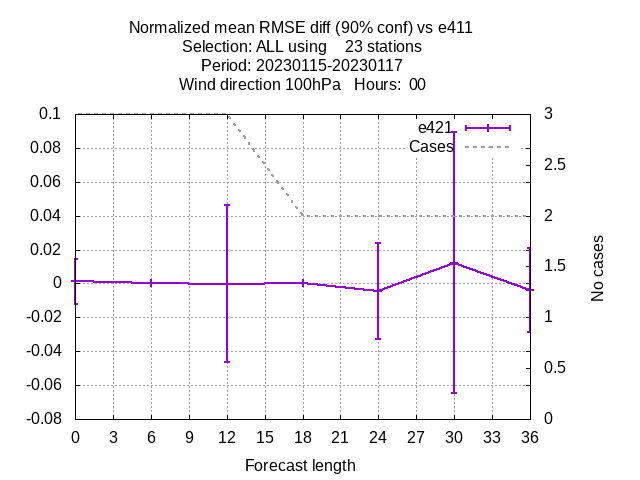 Normalized mean RMSE diff (90% conf) vs e411
Selection: ALL using    23 stations
Period: 20230115-20230117
Wind direction 100hPa   Hours:  00
e421
Cases
0.1
0.08
0.06
0.04
0.02
0
-0.02
-0.04
-0.06
-0.08
3
2.5
2
1.5
1
0.5
0
No cases
0 3 6 9 12 15 18 21 24 27 30 33 36
Forecast length